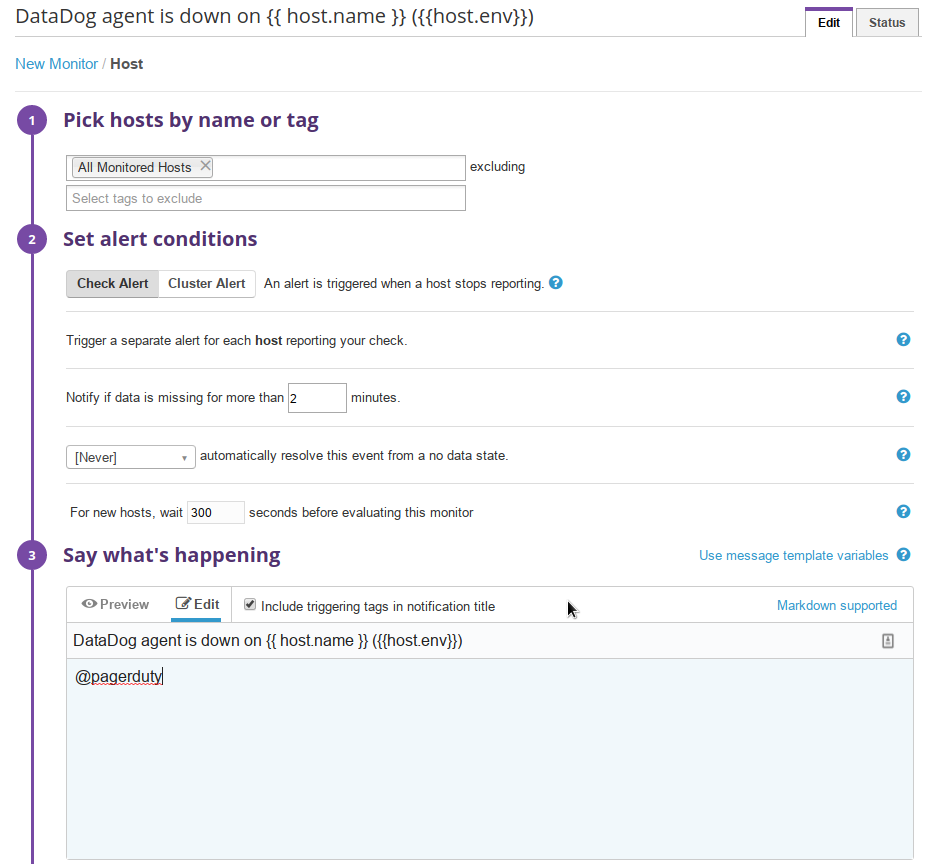 DataDog agent is down on {{ host.name }} ({{host.env}})
Edit
Status
New Monitor / Host
1 Pick hosts by name or tag
All Monitored Hosts × excluding
Select tags to exclude
2 Set alert conditions
Check Alert Cluster Alert An alert is triggered when a host stops reporting. ?
Trigger a separate alert for each host reporting your check. ?
Notify if data is missing for more than 2 minutes. ?
[Never] automatically resolve this event from a no data state. ?
For new hosts, wait 300 seconds before evaluating this monitor ?
3 Say what's happening Use message template variables ?
Preview Edit Include triggering tags in notification title Markdown supported
DataDog agent is down on {{ host.name }} ({{host.env}})
@pagerduty